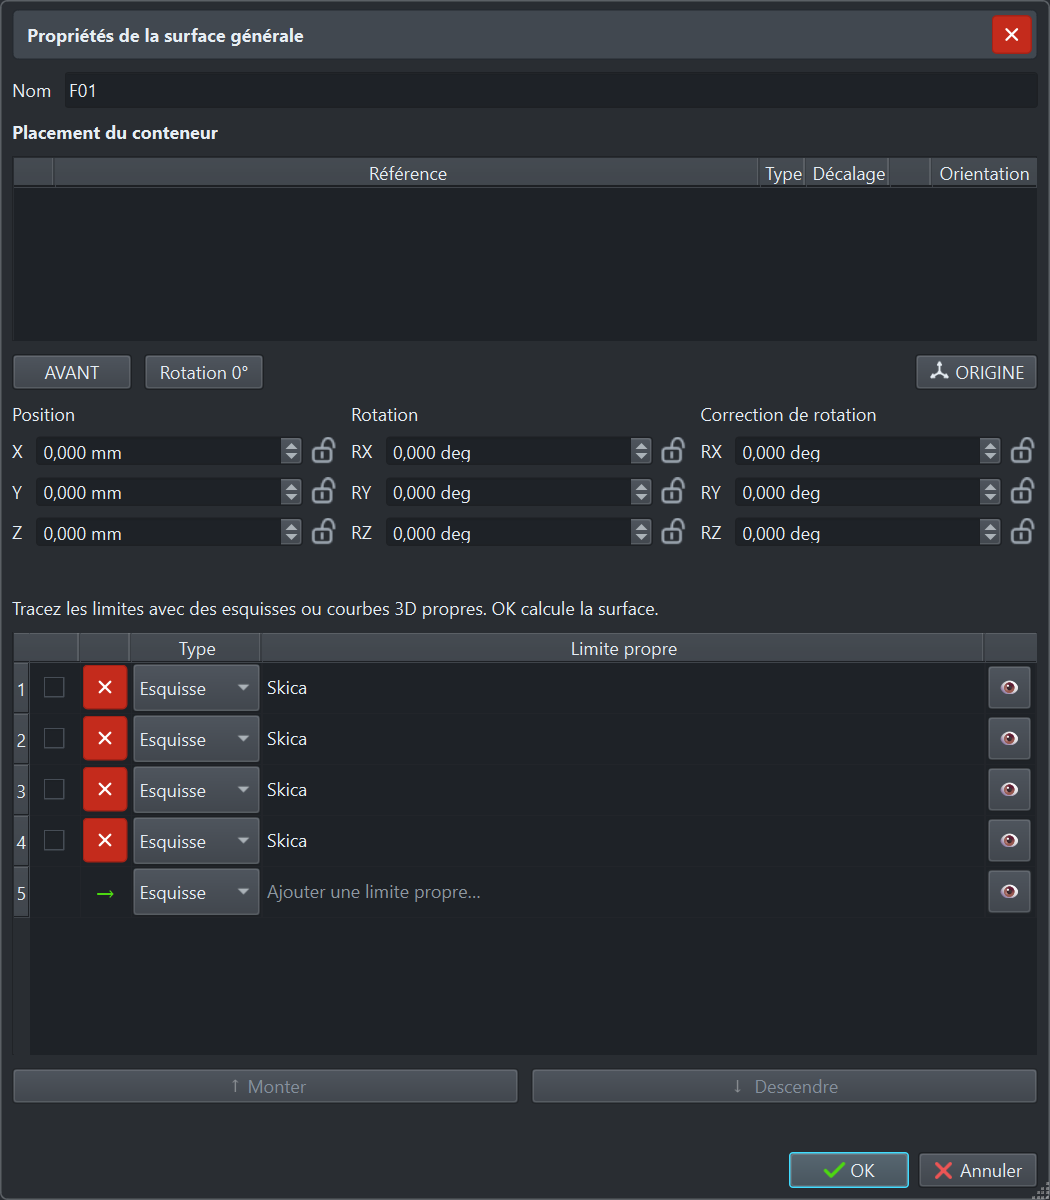 Propriétés de la surface générale
Nom F01
Placement du conteneur
Référence Type Décalage Orientation
AVANT Rotation 0° ORIGINE
Position Rotation Correction de rotation
X 0,000 mm RX 0,000 deg RX 0,000 deg
Y 0,000 mm RY 0,000 deg RY 0,000 deg
Z 0,000 mm RZ 0,000 deg RZ 0,000 deg
Tracez les limites avec des esquisses ou courbes 3D propres. OK calcule la surface.
Type Limite propre
1 Esquisse Skica
2 Esquisse Skica
3 Esquisse Skica
4 Esquisse Skica
5 → Esquisse Ajouter une limite propre...
↑ Monter ↓ Descendre
OK Annuler